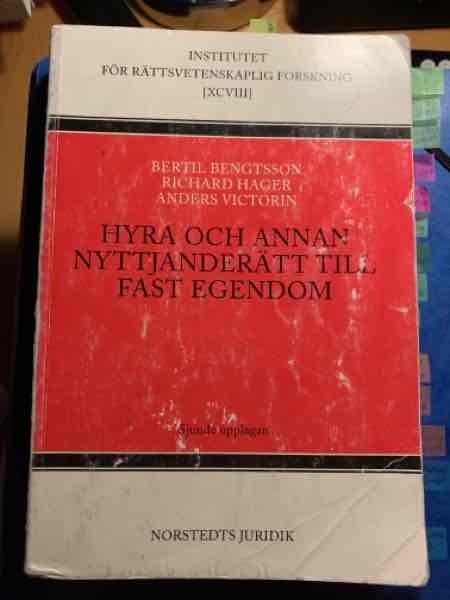 INSTITUTET
FÖR RÄTTSVETENSKAPLIG FORSKNING
[XCVIII]
BERTIL BENGTSSON
RICHARD HAGER
ANDERS VICTORIN
HYRA OCH ANNAN
NYTTJANDERÄTT TILL
FAST EGENDOM
Sjunde upplagan
NORSTEDTS JURIDIK